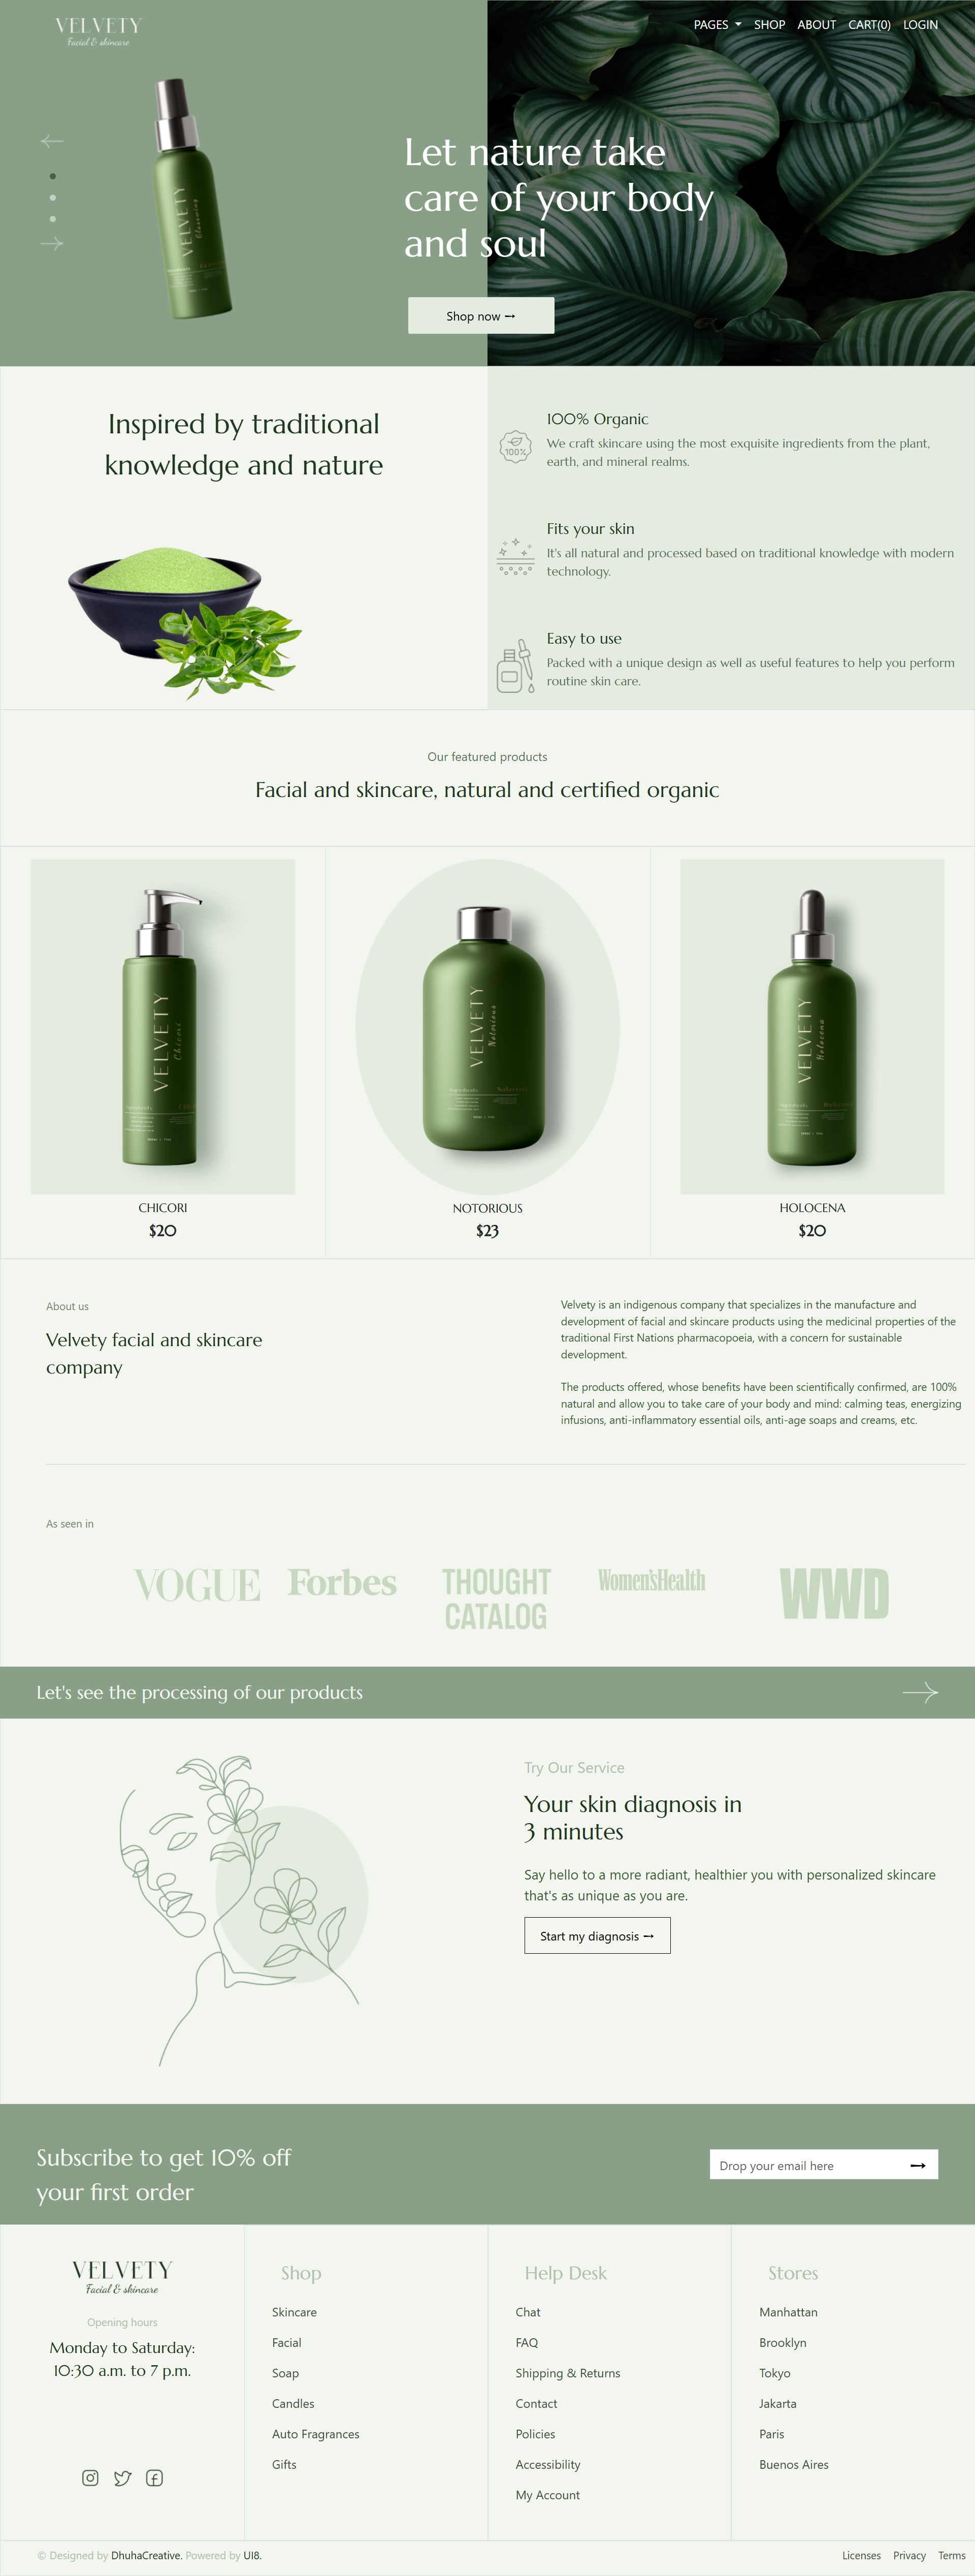 VELVETY
Facial & skincare
PAGES SHOP ABOUT CART(0) LOGIN
VELVETY
Let nature take
care of your body
and soul
Shop now
Inspired by traditional
knowledge and nature
100%
100% Organic
We craft skincare using the most exquisite ingredients from the plant,
earth, and mineral realms.
Fits your skin
It's all natural and processed based on traditional knowledge with modern
technology.
Easy to use
Packed with a unique design as well as useful features to help you perform
routine skin care.
Our featured products
Facial and skincare, natural and certified organic
VELVETY
Chicori
VELVETY
Notorious
VELVETY
Holocena
CHICORI
$20
NOTORIOUS
$23
HOLOCENA
$20
About us
Velvety facial and skincare
company
Velvety is an indigenous company that specializes in the manufacture and
development of facial and skincare products using the medicinal properties of the
traditional First Nations pharmacopoeia, with a concern for sustainable
development.
The products offered, whose benefits have been scientifically confirmed, are 100%
natural and allow you to take care of your body and mind: calming teas, energizing
infusions, anti-inflammatory essential oils, anti-age soaps and creams, etc.
As seen in
VOGUE
Forbes
THOUGHT
CATALOG
Women'sHealth
WWD
Let's see the processing of our products
Try Our Service
Your skin diagnosis in
3 minutes
Say hello to a more radiant, healthier you with personalized skincare
that's as unique as you are.
Start my diagnosis
Subscribe to get 10% off
your first order
Drop your email here
VELVETY
Facial & skincare
Opening hours
Monday to Saturday:
10:30 a.m. to 7 p.m.
Shop
Skincare
Facial
Soap
Candles
Auto Fragrances
Gifts
Help Desk
Chat
FAQ
Shipping & Returns
Contact
Policies
Accessibility
My Account
Stores
Manhattan
Brooklyn
Tokyo
Jakarta
Paris
Buenos Aires
© Designed by DhuhaCreative. Powered by UI8.
Licenses Privacy Terms